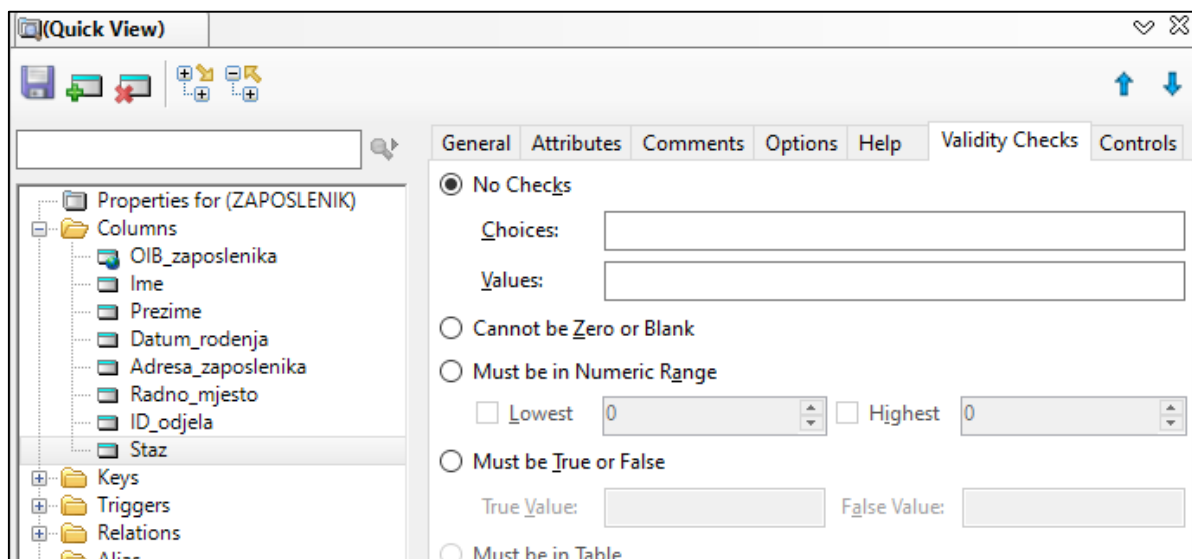 (Quick View)
General Attributes Comments Options Help Validity Checks Controls
Properties for (ZAPOSLENIK)
Columns
OIB_zaposlenika
Ime
Prezime
Datum_rodenja
Adresa_zaposlenika
Radno_mjesto
ID_odjela
Staz
Keys
Triggers
Relations
Alias
No Checks
Choices:
Values:
Cannot be Zero or Blank
Must be in Numeric Range
Lowest 0 Highest 0
Must be True or False
True Value: False Value:
Must be in Table